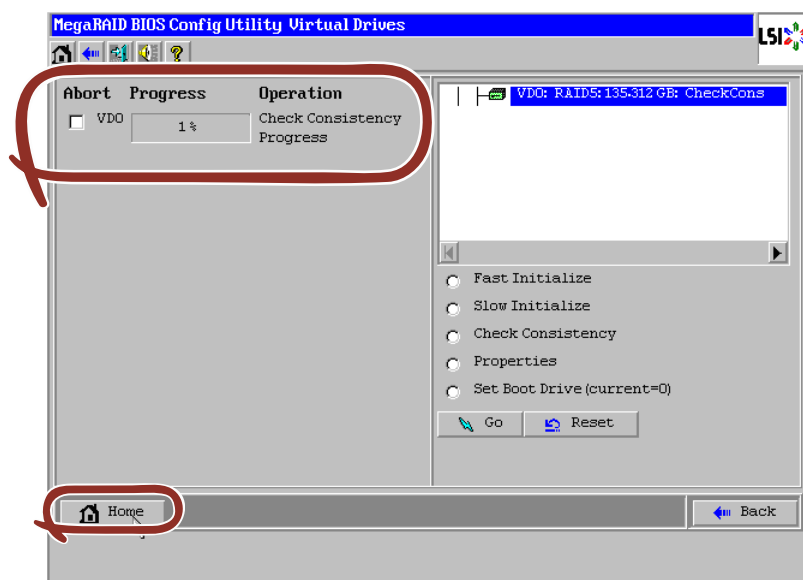 MegaRAID BIOS Config Utility Virtual Drives
LSI
?
Abort Progress Operation
VD0 1% Check Consistency
Progress
VD0: RAID5: 135.312 GB: CheckCons
Fast Initialize
Slow Initialize
Check Consistency
Properties
Set Boot Drive (current=0)
Go Reset
Home Back